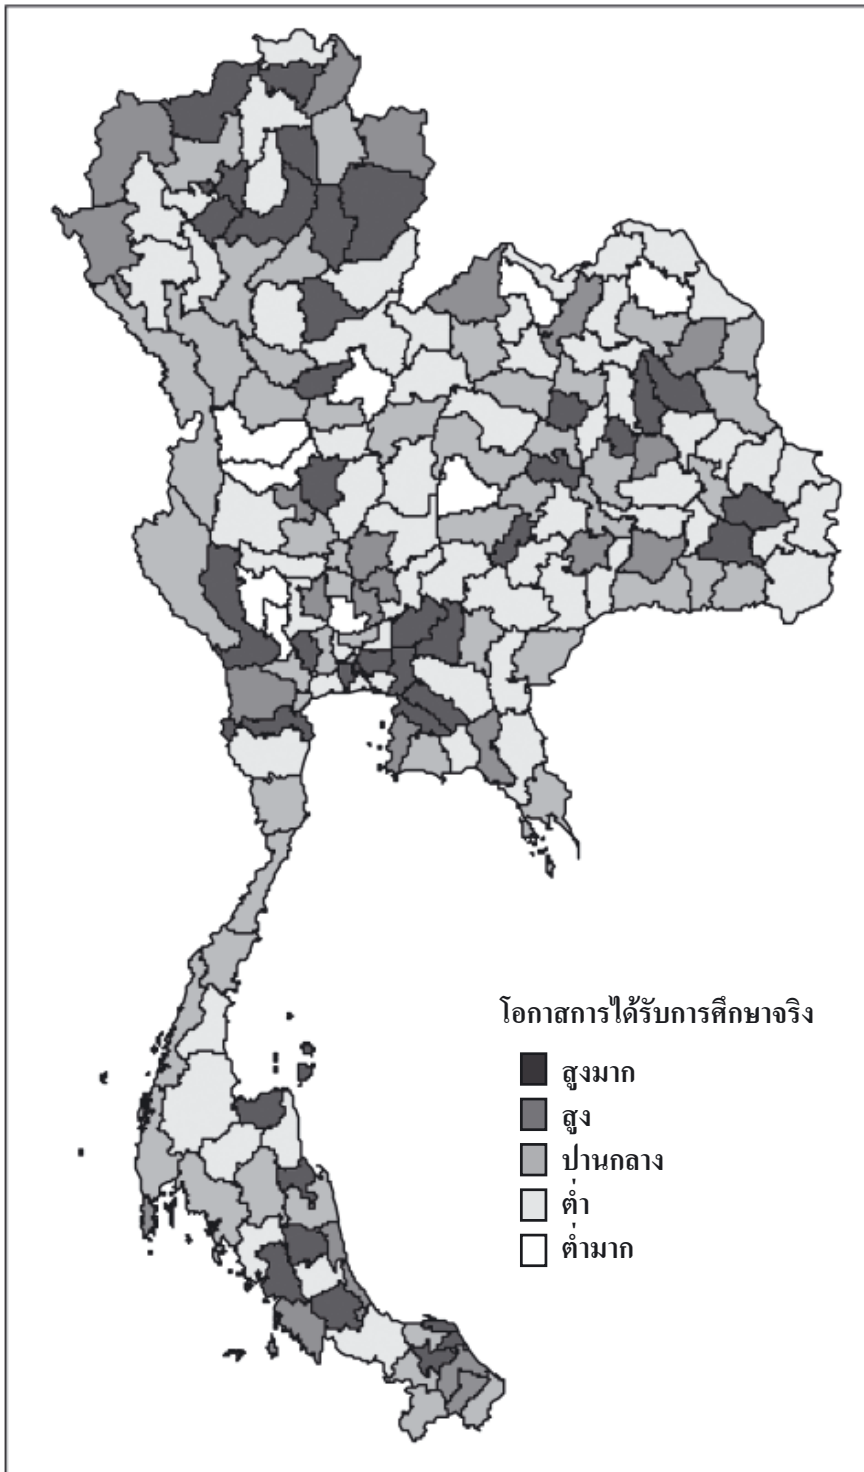 โอกาสการได้รับการศึกษาจริง
สูงมาก
สูง
ปานกลาง
ต่ำ
ต่ำมาก